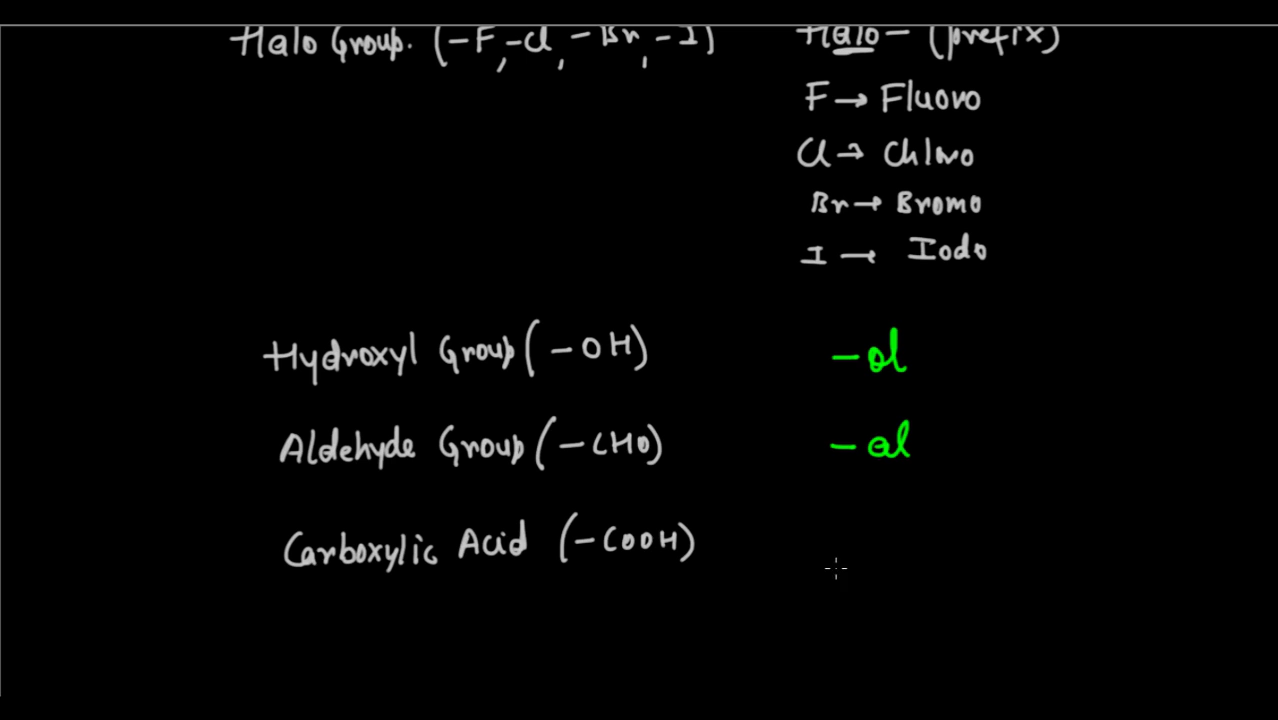 Halo Group. (-F, -Cl, -Br, -I) Halo- (prefix)
F → Fluoro
Cl → Chloro
Br → Bromo
I → Iodo
Hydroxyl Group (-OH) -ol
Aldehyde Group (-CHO) -al
Carboxylic Acid (-COOH)